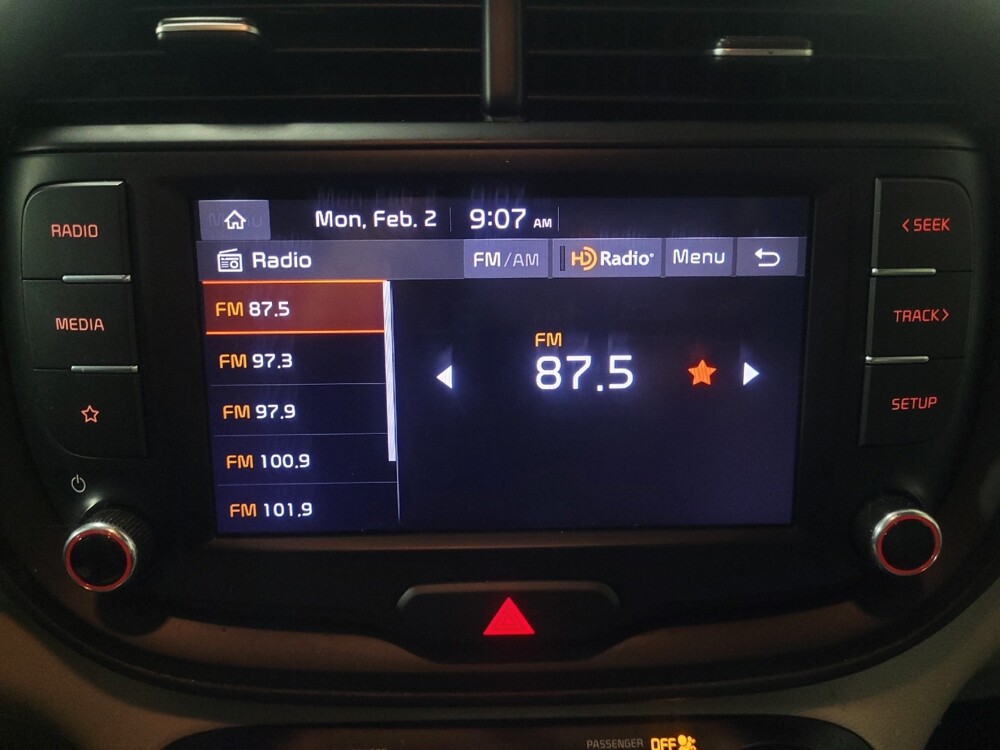 Mon, Feb. 2 9:07 AM
RADIO
MEDIA
Radio FM/AM HD Radio® Menu
FM 87.5
FM 97.3
FM 97.9
FM 100.9
FM 101.9
FM
87.5
< SEEK
TRACK >
SETUP
PASSENGER OFF